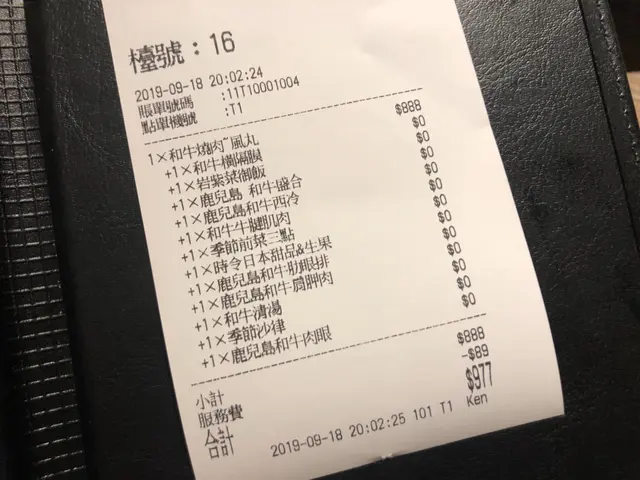 檯號：16
2019-09-18 20:02:24
賬單號碼 :11T10001004
點單機號 :T1
1×和牛燒肉~風丸 $888
+1×和牛橫隔膜 $0
+1×岩紫菜御飯 $0
+1×鹿兒島 和牛盛合 $0
+1×鹿兒島和牛西冷 $0
+1×和牛牛腱肌肉 $0
+1×季節前菜三點 $0
+1×時令日本甜品&生果 $0
+1×鹿兒島和牛肋眼排 $0
+1×鹿兒島和牛肩胛肉 $0
+1×和牛清湯 $0
+1×季節沙律 $0
+1×鹿兒島和牛肉眼 $0
小計 $888
服務費 -$89
合計 $977
2019-09-18 20:02:25 101 T1 Ken